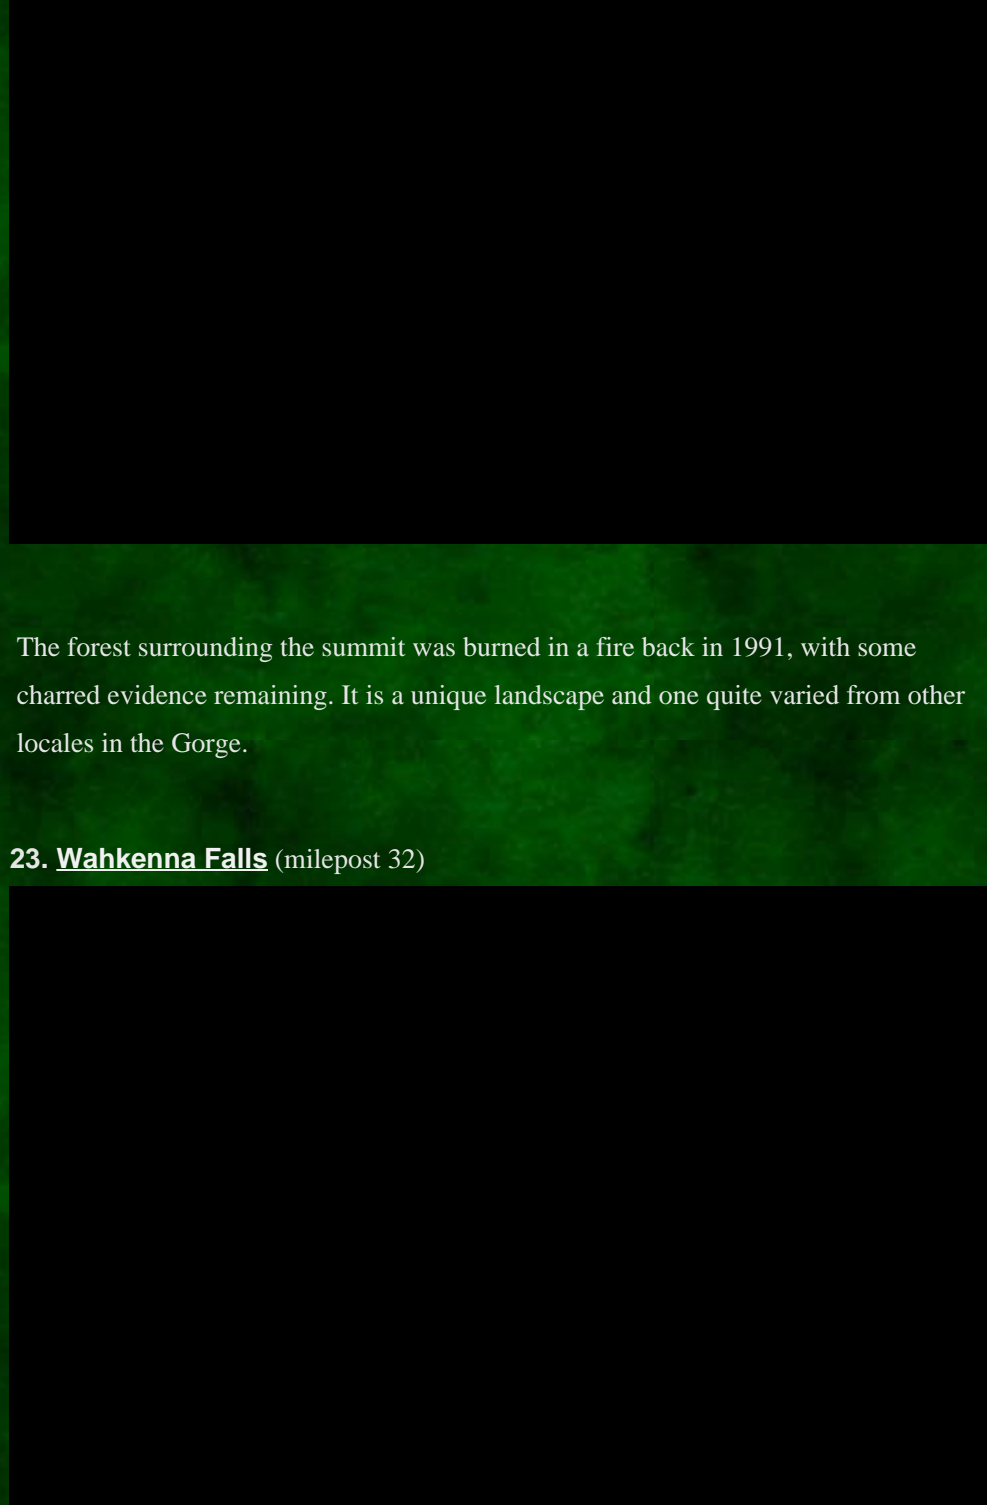 The forest surrounding the summit was burned in a fire back in 1991, with some
charred evidence remaining. It is a unique landscape and one quite varied from other
locales in the Gorge.
23. Wahkenna Falls (milepost 32)